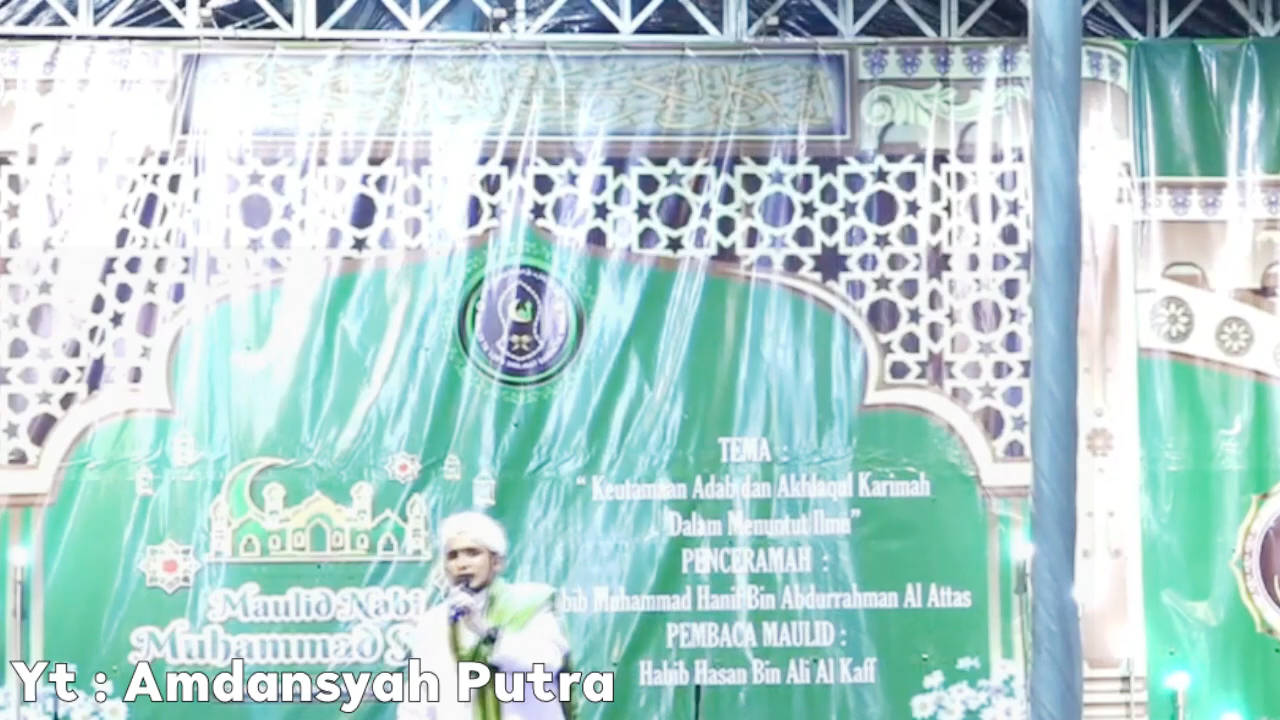 TEMA :
“ Keutamaan Adab dan Akhlaqul Karimah
Dalam Menuntut Ilmu”
PENCERAMAH :
bib Muhammad Hanif Bin Abdurrahman Al Attas
PEMBACA MAULID :
Habib Hasan Bin Ali Al Kaff
Maulid Nabi
Muhammad S
Yt : Amdansyah Putra